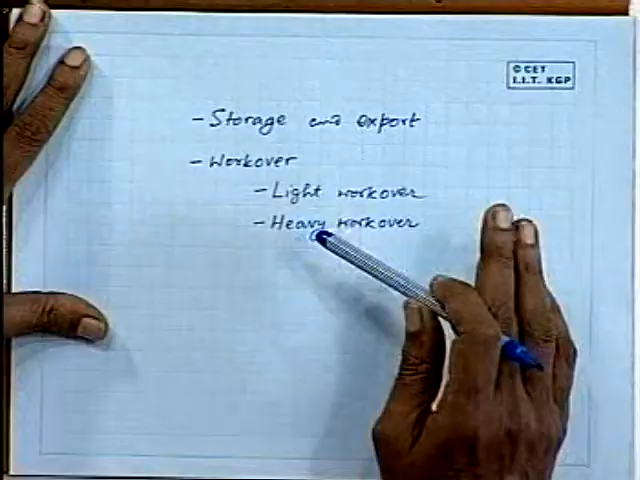 © CET
I.I.T. KGP
- Storage and export
- Workover
- Light workover
- Heavy workover